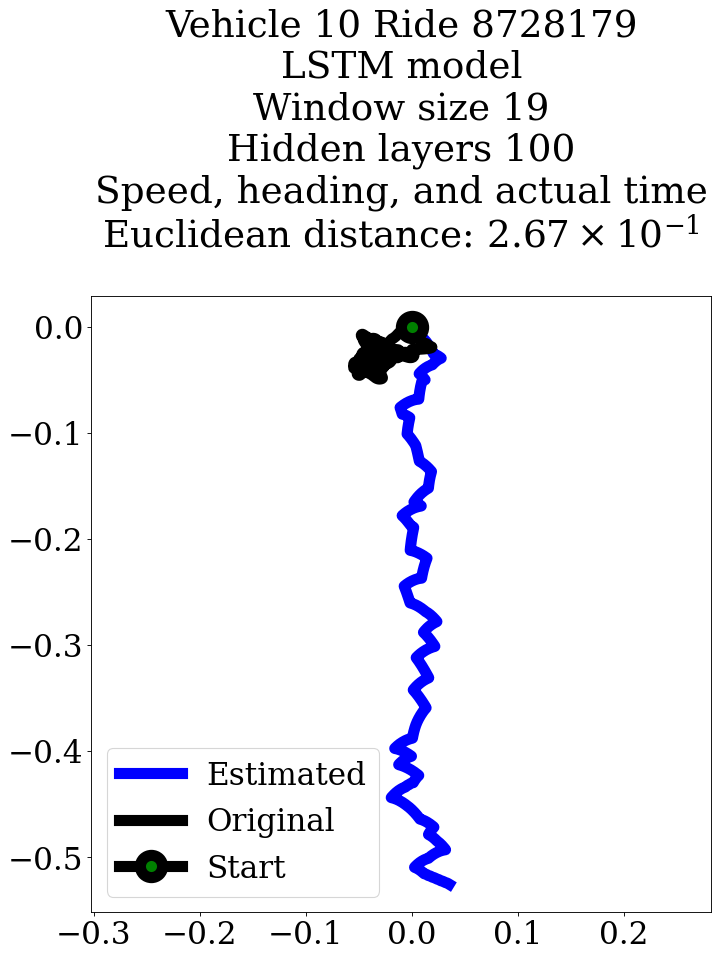 Vehicle 10 Ride 8728179
LSTM model
Window size 19
Hidden layers 100
Speed, heading, and actual time
Euclidean distance: 2.67 × 10⁻¹
0.0
−0.1
−0.2
−0.3
−0.4
−0.5
Estimated
Original
Start
−0.3 −0.2 −0.1 0.0 0.1 0.2